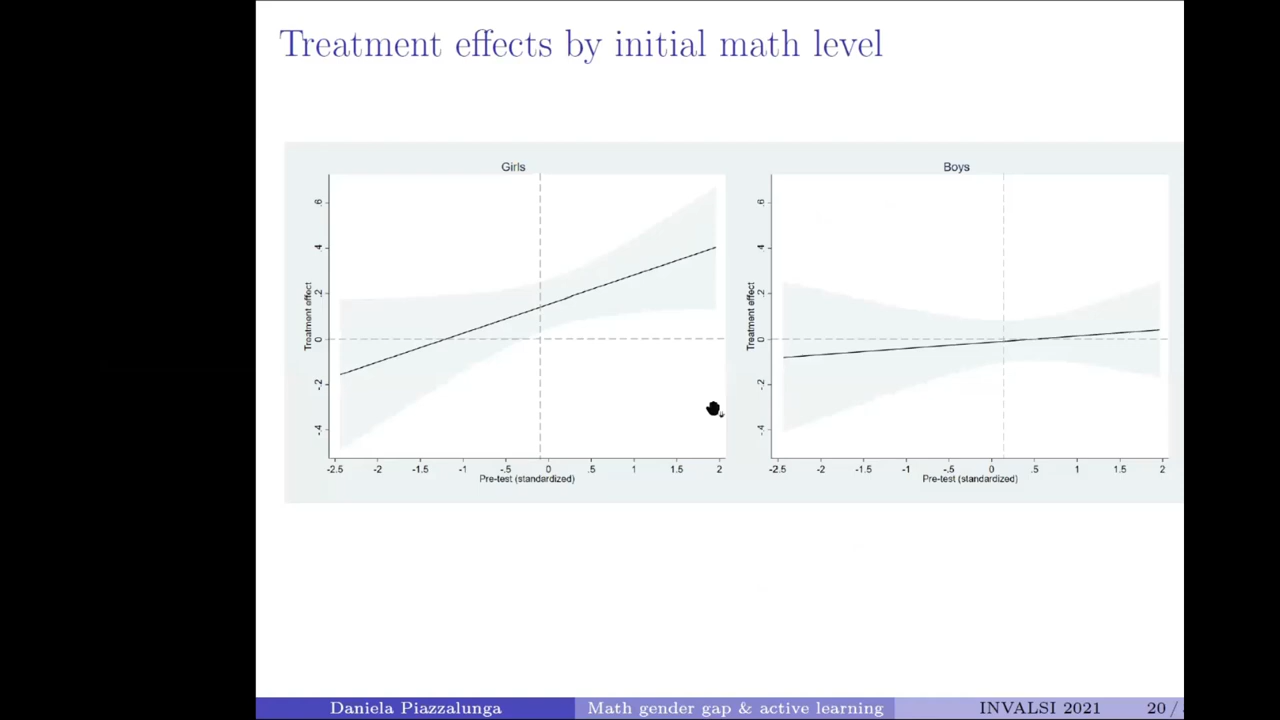 Treatment effects by initial math level
Girls
Treatment effect
-.4 -.2 0 .2 .4 .6
-2.5 -2 -1.5 -1 -.5 0 .5 1 1.5 2
Pre-test (standardized)
Boys
Treatment effect
-.4 -.2 0 .2 .4 .6
-2.5 -2 -1.5 -1 -.5 0 .5 1 1.5 2
Pre-test (standardized)
Daniela Piazzalunga Math gender gap & active learning INVALSI 2021 20 /